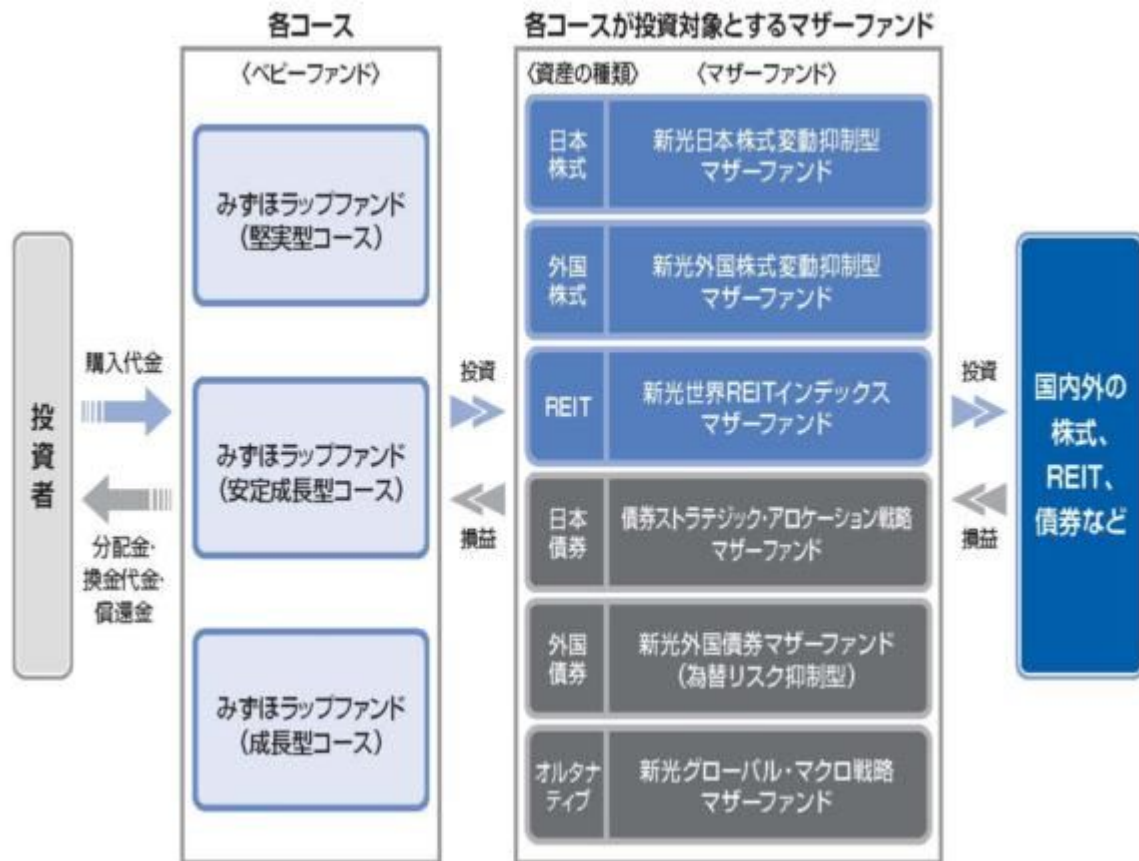 各コース
〈ベビーファンド〉
みずほラップファンド
(堅実型コース)
みずほラップファンド
(安定成長型コース)
みずほラップファンド
(成長型コース)
各コースが投資対象とするマザーファンド
〈資産の種類〉
〈マザーファンド〉
日本
株式
新光日本株式変動抑制型
マザーファンド
外国
株式
新光外国株式変動抑制型
マザーファンド
REIT
新光世界REITインデックス
マザーファンド
日本
債券
債券ストラテジック・アロケーション戦略
マザーファンド
外国
債券
新光外国債券マザーファンド
(為替リスク抑制型)
オルタナ
ティブ
新光グローバル・マクロ戦略
マザーファンド
投資者
購入代金
分配金・
換金代金・
償還金
投資
損益
投資
損益
国内外の
株式、
REIT、
債券など